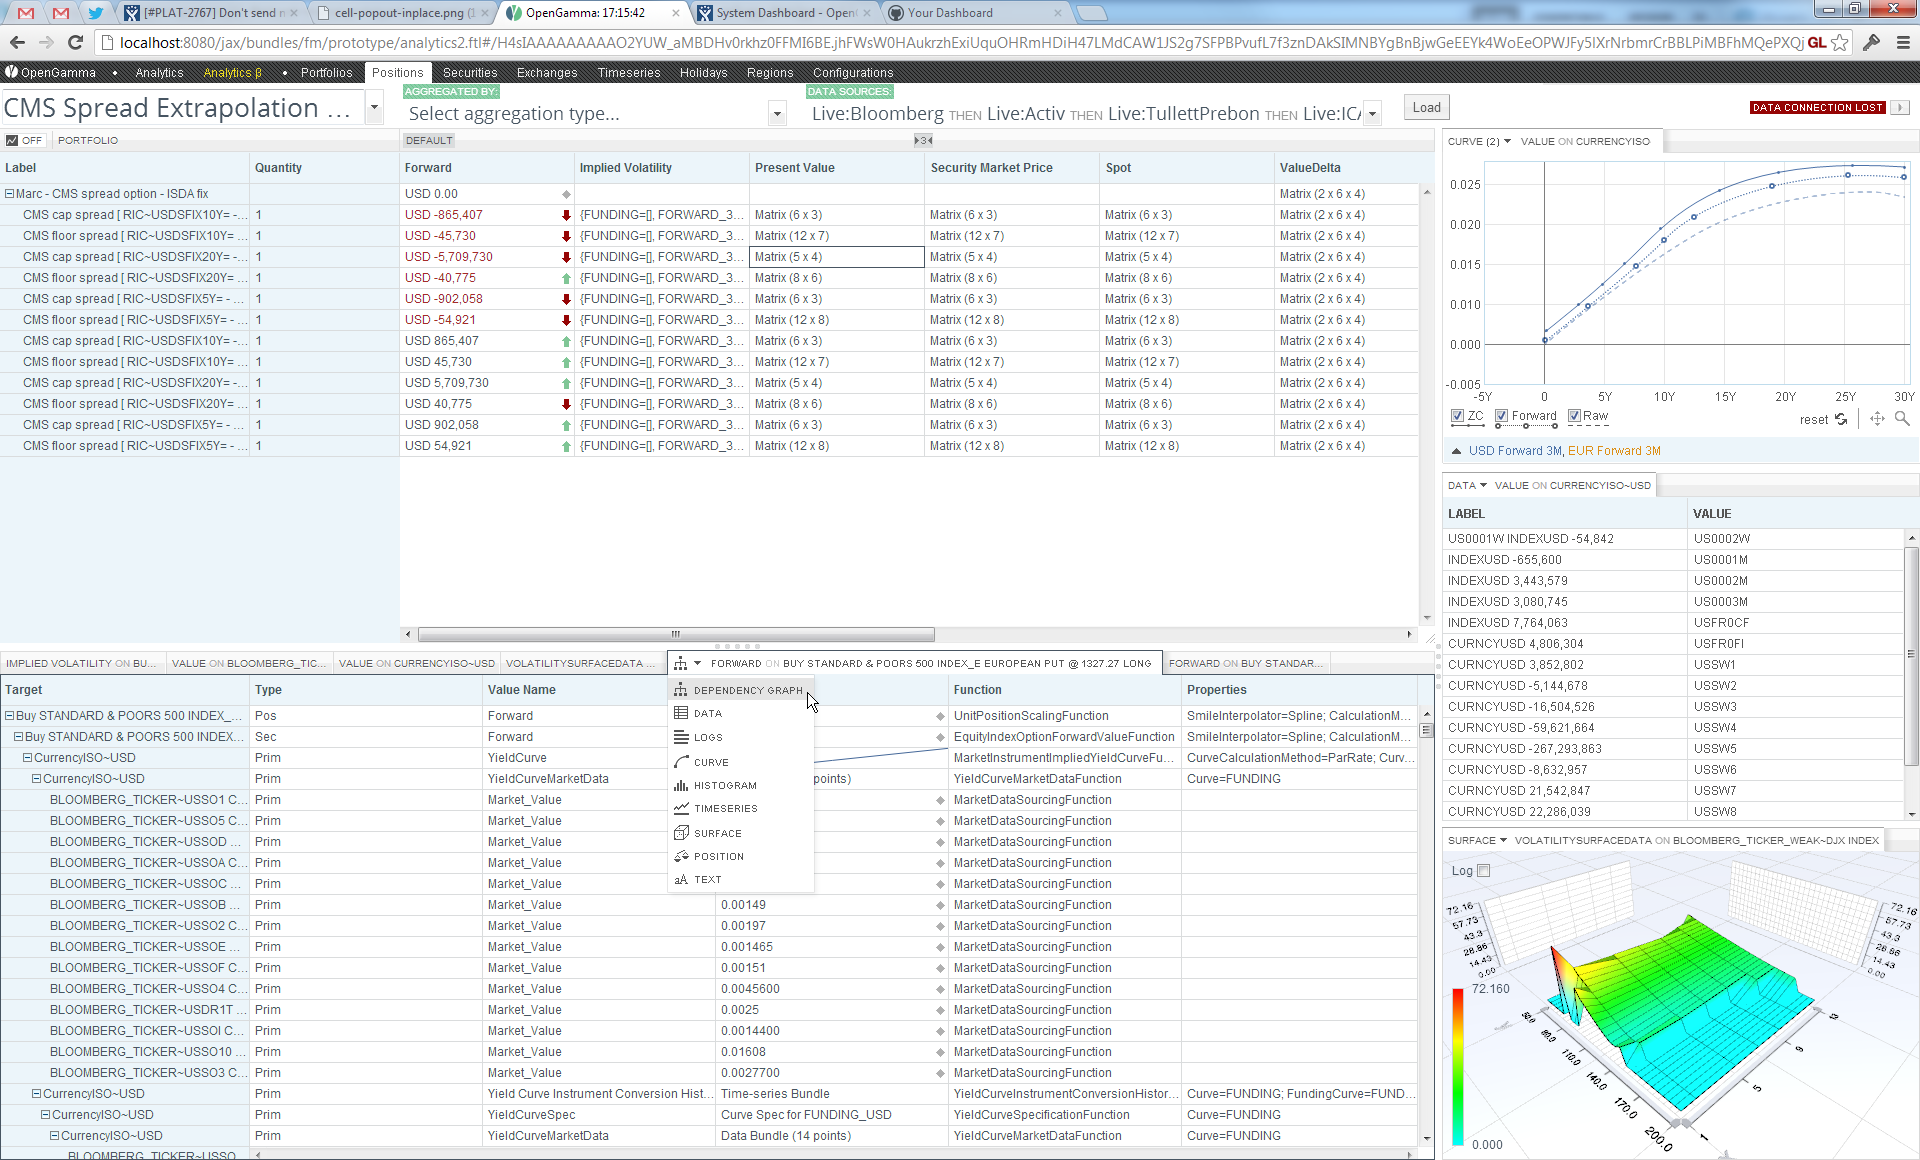 [#PLAT-2767] Don't send n
cell-popout-inplace.png (1
OpenGamma: 17:15:42
System Dashboard - Open
Your Dashboard
OpenGamma • Analytics Analytics β • Portfolios Positions Securities Exchanges Timeseries Holidays Regions Configurations
CMS Spread Extrapolation ...
AGGREGATED BY:
Select aggregation type...
DATA SOURCES:
Live:Bloomberg THEN Live:Activ THEN Live:TullettPrebon THEN Live:IC
Load
DATA CONNECTION LOST
OFF PORTFOLIO DEFAULT 3
Label Quantity Forward Implied Volatility Present Value Security Market Price Spot ValueDelta
Marc - CMS spread option - ISDA fix USD 0.00 Matrix (2 x 6 x 4)
CMS cap spread [ RIC~USDSFIX10Y= -... 1 USD -865,407 {FUNDING=[], FORWARD_3... Matrix (6 x 3) Matrix (6 x 3) Matrix (6 x 3) Matrix (2 x 6 x 4)
CMS floor spread [ RIC~USDSFIX10Y= ... 1 USD -45,730 {FUNDING=[], FORWARD_3... Matrix (12 x 7) Matrix (12 x 7) Matrix (12 x 7) Matrix (2 x 6 x 4)
CMS cap spread [ RIC~USDSFIX20Y= -... 1 USD -5,709,730 {FUNDING=[], FORWARD_3... Matrix (5 x 4) Matrix (5 x 4) Matrix (5 x 4) Matrix (2 x 6 x 4)
CMS floor spread [ RIC~USDSFIX20Y= ... 1 USD -40,775 {FUNDING=[], FORWARD_3... Matrix (8 x 6) Matrix (8 x 6) Matrix (8 x 6) Matrix (2 x 6 x 4)
CMS cap spread [ RIC~USDSFIX5Y= -... 1 USD -902,058 {FUNDING=[], FORWARD_3... Matrix (6 x 3) Matrix (6 x 3) Matrix (6 x 3) Matrix (2 x 6 x 4)
CMS floor spread [ RIC~USDSFIX5Y= - ... 1 USD -54,921 {FUNDING=[], FORWARD_3... Matrix (12 x 8) Matrix (12 x 8) Matrix (12 x 8) Matrix (2 x 6 x 4)
CMS cap spread [ RIC~USDSFIX10Y= -... 1 USD 865,407 {FUNDING=[], FORWARD_3... Matrix (6 x 3) Matrix (6 x 3) Matrix (6 x 3) Matrix (2 x 6 x 4)
CMS floor spread [ RIC~USDSFIX10Y= ... 1 USD 45,730 {FUNDING=[], FORWARD_3... Matrix (12 x 7) Matrix (12 x 7) Matrix (12 x 7) Matrix (2 x 6 x 4)
CMS cap spread [ RIC~USDSFIX20Y= -... 1 USD 5,709,730 {FUNDING=[], FORWARD_3... Matrix (5 x 4) Matrix (5 x 4) Matrix (5 x 4) Matrix (2 x 6 x 4)
CMS floor spread [ RIC~USDSFIX20Y= ... 1 USD 40,775 {FUNDING=[], FORWARD_3... Matrix (8 x 6) Matrix (8 x 6) Matrix (8 x 6) Matrix (2 x 6 x 4)
CMS cap spread [ RIC~USDSFIX5Y= -... 1 USD 902,058 {FUNDING=[], FORWARD_3... Matrix (6 x 3) Matrix (6 x 3) Matrix (6 x 3) Matrix (2 x 6 x 4)
CMS floor spread [ RIC~USDSFIX5Y= - ... 1 USD 54,921 {FUNDING=[], FORWARD_3... Matrix (12 x 8) Matrix (12 x 8) Matrix (12 x 8) Matrix (2 x 6 x 4)
CURVE (2) VALUE ON CURRENCYISO
0.025
0.020
0.015
0.010
0.000
-0.005
-5Y 0 5Y 10Y 15Y 20Y 25Y 30Y
ZC Forward Raw reset
USD Forward 3M, EUR Forward 3M
DATA VALUE ON CURRENCYISO~USD
LABEL VALUE
US0001W INDEXUSD -54,842 US0002W
INDEXUSD -655,600 US0001M
INDEXUSD 3,443,579 US0002M
INDEXUSD 3,080,745 US0003M
INDEXUSD 7,764,063 USFR0CF
CURNCYUSD 4,806,304 USFR0FI
CURNCYUSD 3,852,802 USSW1
CURNCYUSD -5,144,678 USSW2
CURNCYUSD -16,504,526 USSW3
CURNCYUSD -59,621,664 USSW4
CURNCYUSD -267,293,863 USSW5
CURNCYUSD -8,632,957 USSW6
CURNCYUSD 21,542,847 USSW7
CURNCYUSD 22,286,039 USSW8
SURFACE VOLATILITYSURFACEDATA ON BLOOMBERG_TICKER_WEAK~DJX INDEX
Log
72.16 57.73 43.3 28.86 14.43 0.00
72.16 57.73 43.3 28.86 14.43 0.00
72.160
0.000
50.0 80.0 110.0 140.0 170.0 200.0
1 5 9
IMPLIED VOLATILITY ON BU... VALUE ON BLOOMBERG_TIC... VALUE ON CURRENCYISO~USD VOLATILITYSURFACEDATA ... FORWARD ON BUY STANDARD & POORS 500 INDEX_E EUROPEAN PUT @ 1327.27 LONG FORWARD ON BUY STANDAR...
DEPENDENCY GRAPH
DATA
LOGS
CURVE
HISTOGRAM
TIMESERIES
SURFACE
POSITION
aA TEXT
Target Type Value Name Function Properties
Buy STANDARD & POORS 500 INDEX_... Pos Forward UnitPositionScalingFunction SmileInterpolator=Spline; CalculationM...
Buy STANDARD & POORS 500 INDEX... Sec Forward EquityIndexOptionForwardValueFunction SmileInterpolator=Spline; CalculationM...
CurrencyISO~USD Prim YieldCurve MarketInstrumentImpliedYieldCurveFu... CurveCalculationMethod=ParRate; Curv...
CurrencyISO~USD Prim YieldCurveMarketData points) YieldCurveMarketDataFunction Curve=FUNDING
BLOOMBERG_TICKER~USSO1 C... Prim Market_Value MarketDataSourcingFunction
BLOOMBERG_TICKER~USSO5 C... Prim Market_Value MarketDataSourcingFunction
BLOOMBERG_TICKER~USSOD ... Prim Market_Value MarketDataSourcingFunction
BLOOMBERG_TICKER~USSOA C... Prim Market_Value MarketDataSourcingFunction
BLOOMBERG_TICKER~USSOC ... Prim Market_Value MarketDataSourcingFunction
BLOOMBERG_TICKER~USSOB ... Prim Market_Value 0.00149 MarketDataSourcingFunction
BLOOMBERG_TICKER~USSO2 C... Prim Market_Value 0.00197 MarketDataSourcingFunction
BLOOMBERG_TICKER~USSOE ... Prim Market_Value 0.001465 MarketDataSourcingFunction
BLOOMBERG_TICKER~USSOF C... Prim Market_Value 0.00151 MarketDataSourcingFunction
BLOOMBERG_TICKER~USSO4 C... Prim Market_Value 0.0045600 MarketDataSourcingFunction
BLOOMBERG_TICKER~USDR1T ... Prim Market_Value 0.0025 MarketDataSourcingFunction
BLOOMBERG_TICKER~USSOI C... Prim Market_Value 0.0014400 MarketDataSourcingFunction
BLOOMBERG_TICKER~USSO10 ... Prim Market_Value 0.01608 MarketDataSourcingFunction
BLOOMBERG_TICKER~USSO3 C... Prim Market_Value 0.0027700 MarketDataSourcingFunction
CurrencyISO~USD Prim Yield Curve Instrument Conversion Hist... Time-series Bundle YieldCurveInstrumentConversionHistor... Curve=FUNDING; FundingCurve=FUND...
CurrencyISO~USD Prim YieldCurveSpec Curve Spec for FUNDING_USD YieldCurveSpecificationFunction Curve=FUNDING
CurrencyISO~USD Prim YieldCurveMarketData Data Bundle (14 points) YieldCurveMarketDataFunction Curve=FUNDING
BLOOMBERG_TICKER~USSO